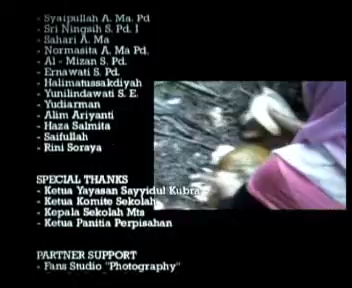 - Syaipullah A. Ma. Pd
- Sri Ningsih S. Pd. I
- Sahari A. Ma
- Normasita A. Ma Pd,
- Al - Mizan S. Pd.
- Ernawati S. Pd.
- Halimatussakdiyah
- Yunilindawati S. E.
- Yudiarman
- Alim Ariyanti
- Haza Salmita
- Saifullah
- Rini Soraya
SPECIAL THANKS
- Ketua Yayasan Sayyidul Kubra
- Ketua Komite Sekolah
- Kepala Sekolah Mts
- Ketua Panitia Perpisahan
PARTNER SUPPORT
- Fans Studio "Photography"